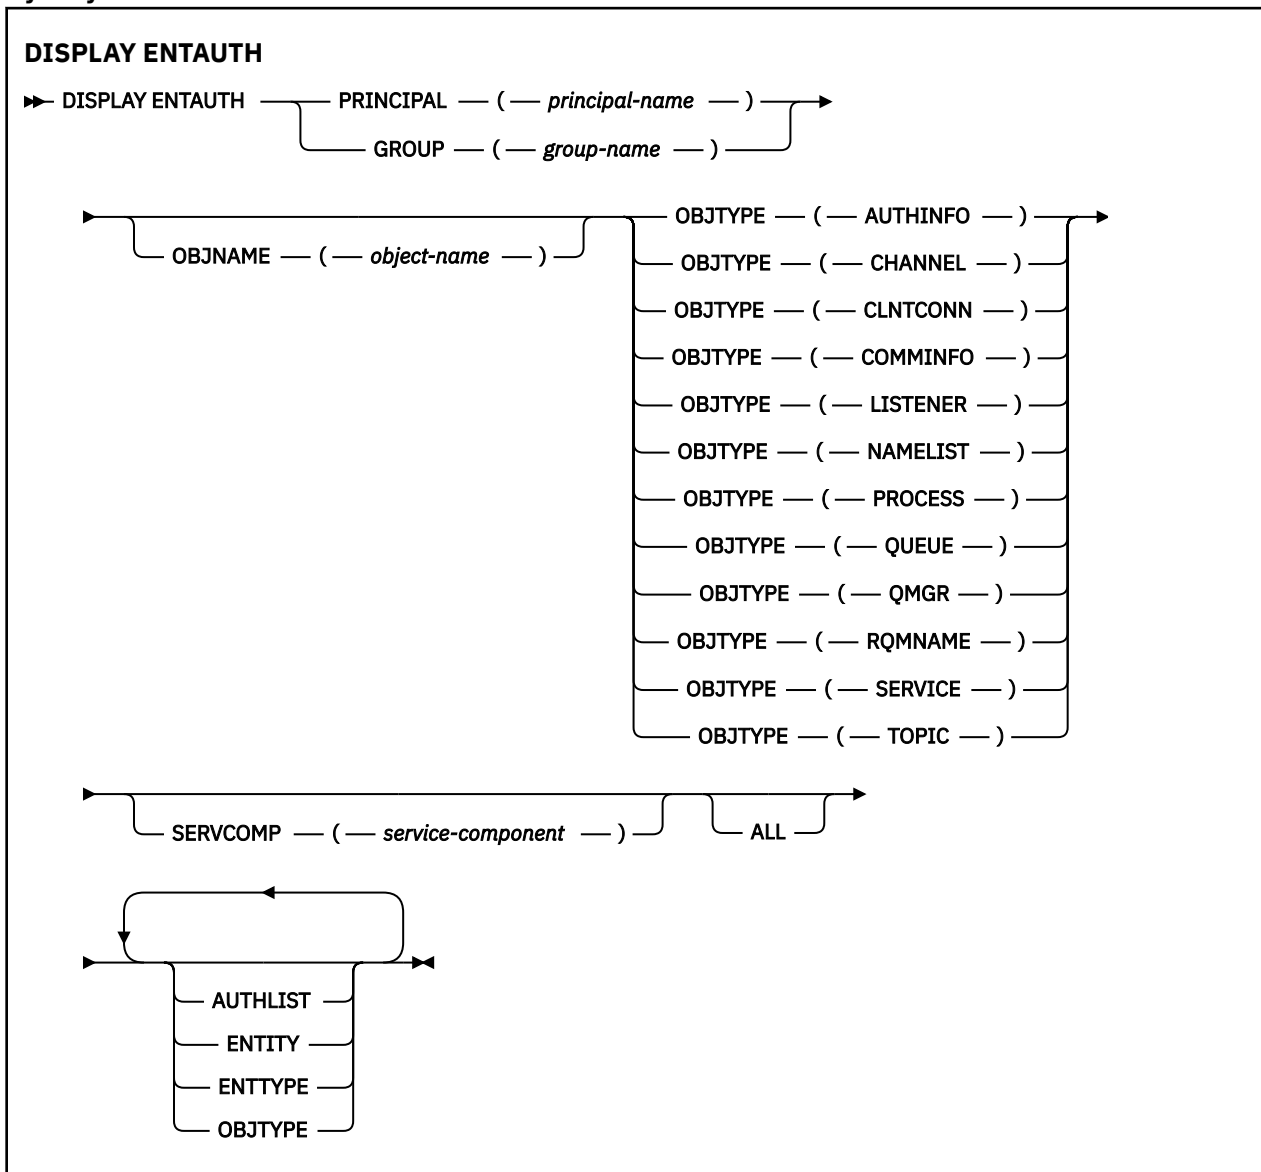 DISPLAY ENTAUTH
DISPLAY ENTAUTH PRINCIPAL ( principal-name )
GROUP ( group-name )
OBJTYPE ( AUTHINFO )
OBJNAME ( object-name )
OBJTYPE ( CHANNEL )
OBJTYPE ( CLNTCONN )
OBJTYPE ( COMMINFO )
OBJTYPE ( LISTENER )
OBJTYPE ( NAMELIST )
OBJTYPE ( PROCESS )
OBJTYPE ( QUEUE )
OBJTYPE ( QMGR )
OBJTYPE ( RQMNAME )
OBJTYPE ( SERVICE )
OBJTYPE ( TOPIC )
SERVCOMP ( service-component ) ALL
AUTHLIST
ENTITY
ENTTYPE
OBJTYPE